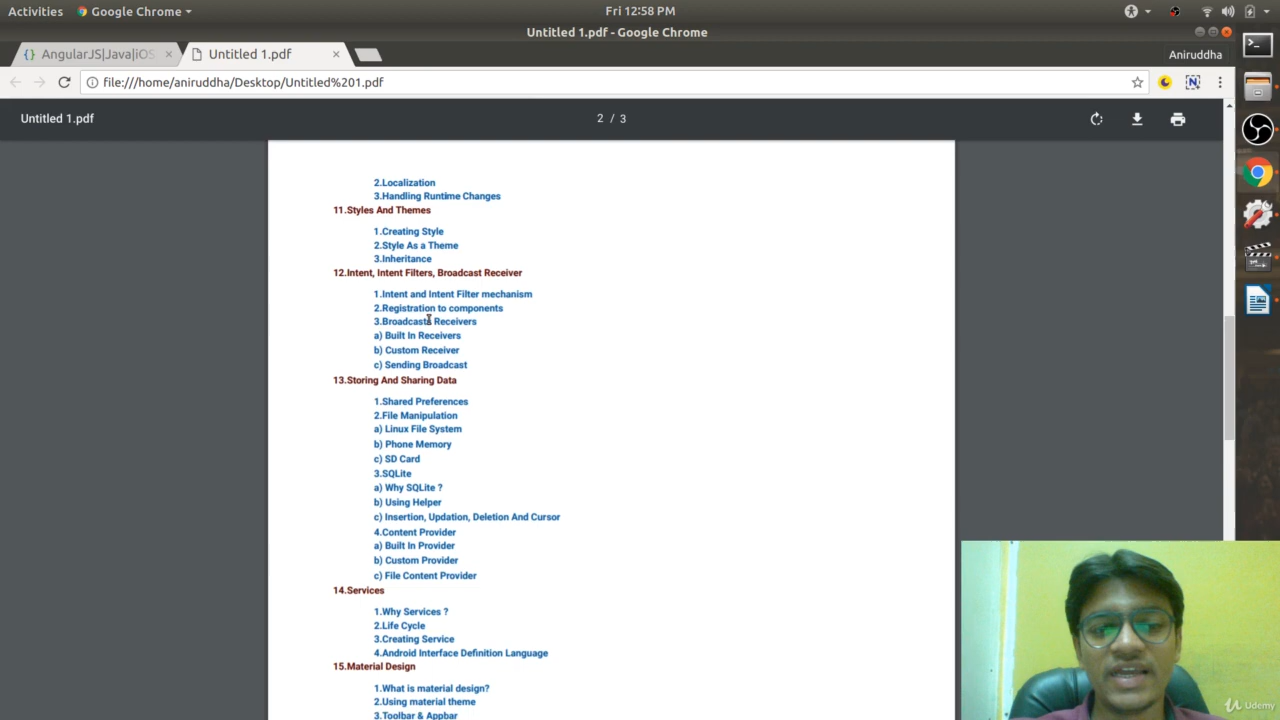 Activities
Google Chrome
Fri 12:58 PM
Untitled 1.pdf - Google Chrome
AngularJS|Java|iOS
Untitled 1.pdf
Aniruddha
file:///home/aniruddha/Desktop/Untitled%201.pdf
Untitled 1.pdf
2 / 3
2.Localization
3.Handling Runtime Changes
11.Styles And Themes
1.Creating Style
2.Style As a Theme
3.Inheritance
12.Intent, Intent Filters, Broadcast Receiver
1.Intent and Intent Filter mechanism
2.Registration to components
3.Broadcasts Receivers
a) Built In Receivers
b) Custom Receiver
c) Sending Broadcast
13.Storing And Sharing Data
1.Shared Preferences
2.File Manipulation
a) Linux File System
b) Phone Memory
c) SD Card
3.SQLite
a) Why SQLite ?
b) Using Helper
c) Insertion, Updation, Deletion And Cursor
4.Content Provider
a) Built In Provider
b) Custom Provider
c) File Content Provider
14.Services
1.Why Services ?
2.Life Cycle
3.Creating Service
4.Android Interface Definition Language
15.Material Design
1.What is material design?
2.Using material theme
3.Toolbar & Appbar
Udemy